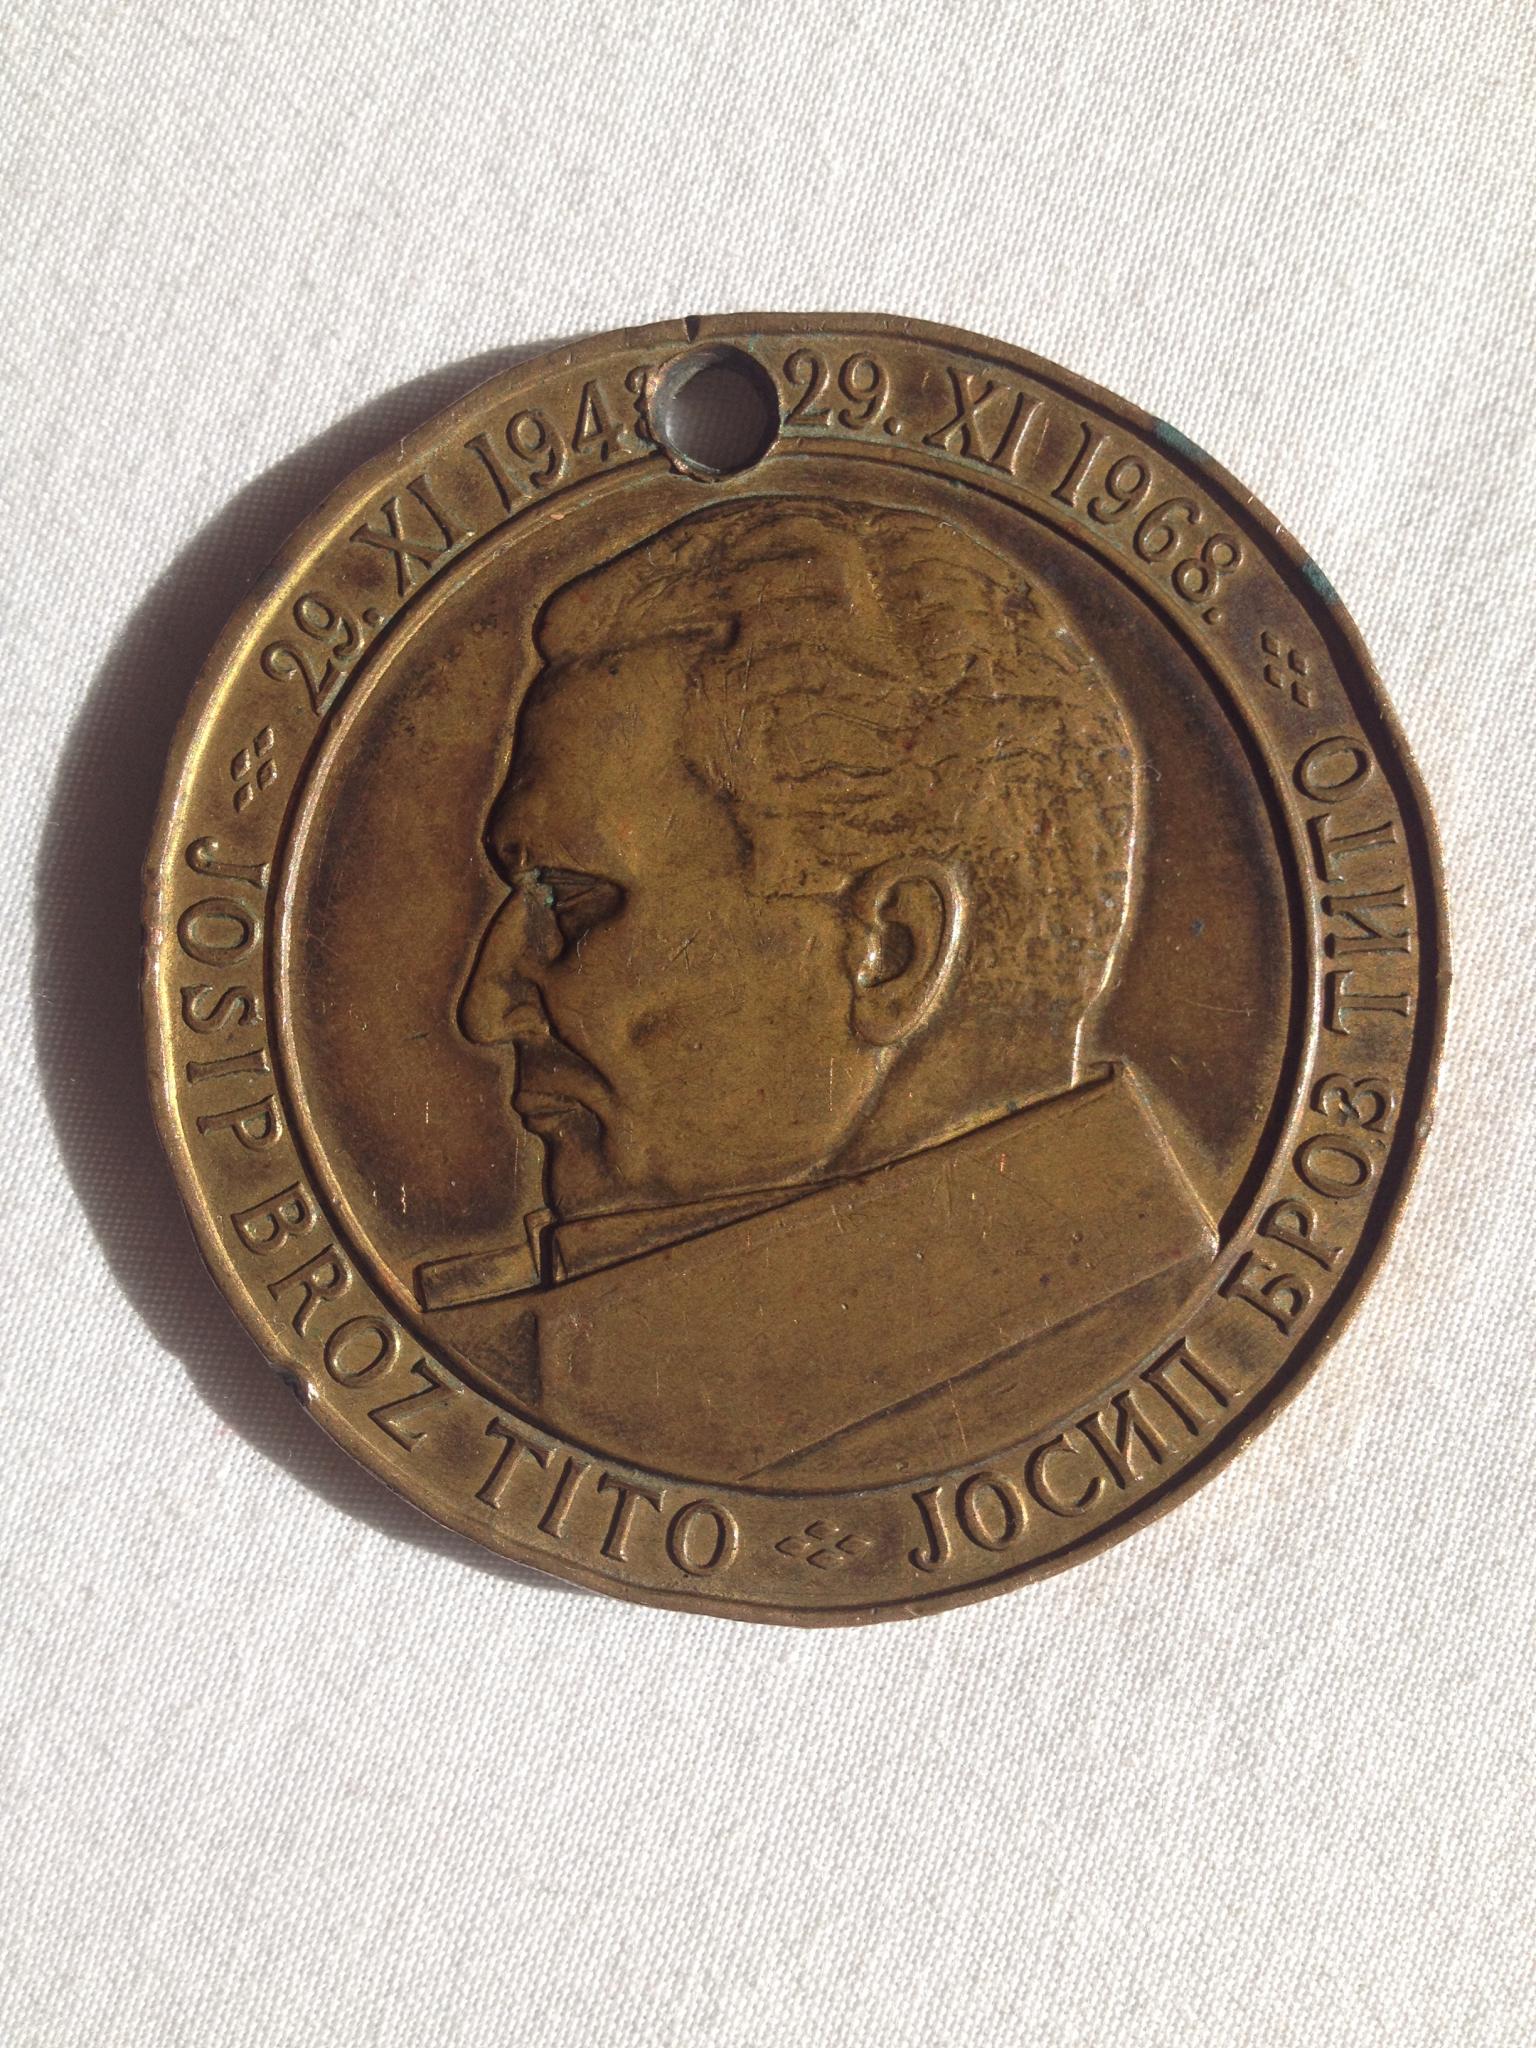 29. XI 1943 29. XI 1968.
JOSIP BROZ TITO
ЈОСИП БРОЗ ТИТО